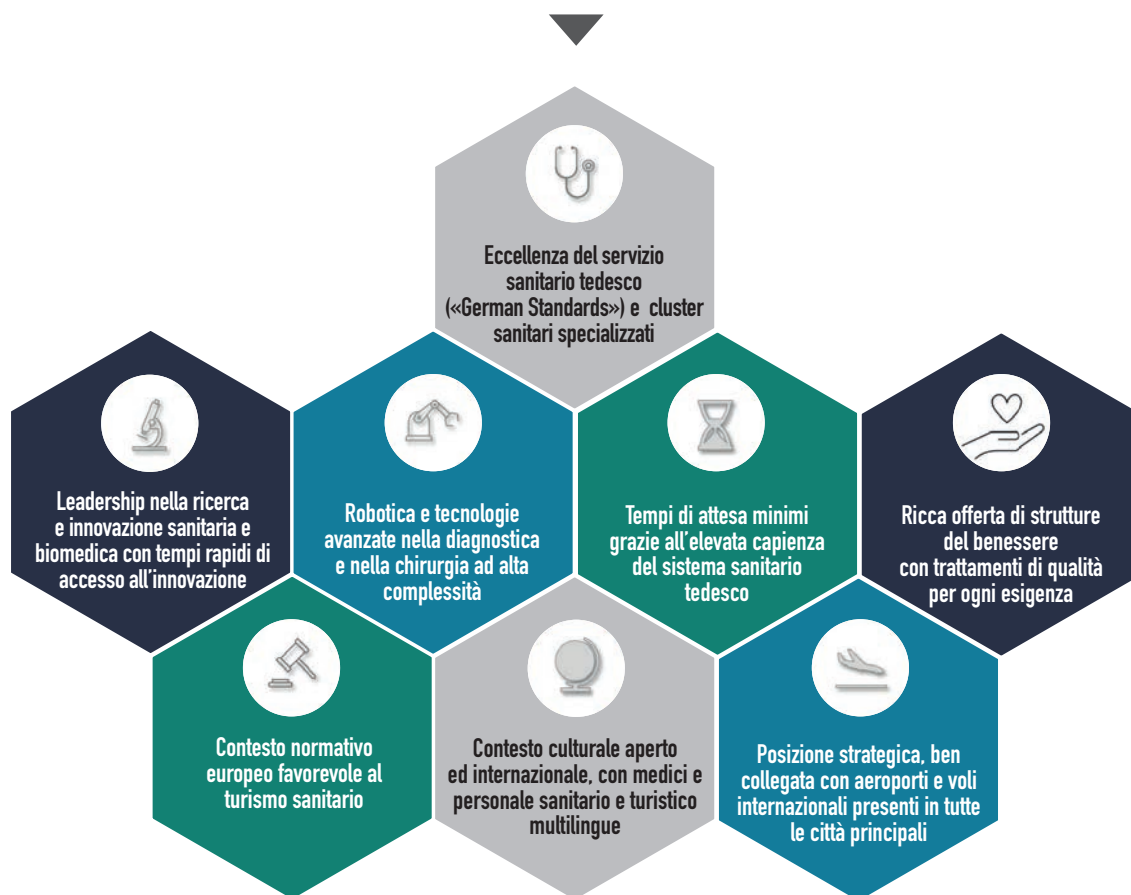 Eccellenza del servizio
sanitario tedesco
(«German Standards») e cluster
sanitari specializzati
Leadership nella ricerca
e innovazione sanitaria e
biomedica con tempi rapidi di
accesso all’innovazione
Robotica e tecnologie
avanzate nella diagnostica
e nella chirurgia ad alta
complessità
Tempi di attesa minimi
grazie all’elevata capienza
del sistema sanitario
tedesco
Ricca offerta di strutture
del benessere
con trattamenti di qualità
per ogni esigenza
Contesto normativo
europeo favorevole al
turismo sanitario
Contesto culturale aperto
ed internazionale, con medici e
personale sanitario e turistico
multilingue
Posizione strategica, ben
collegata con aeroporti e voli
internazionali presenti in tutte
le città principali